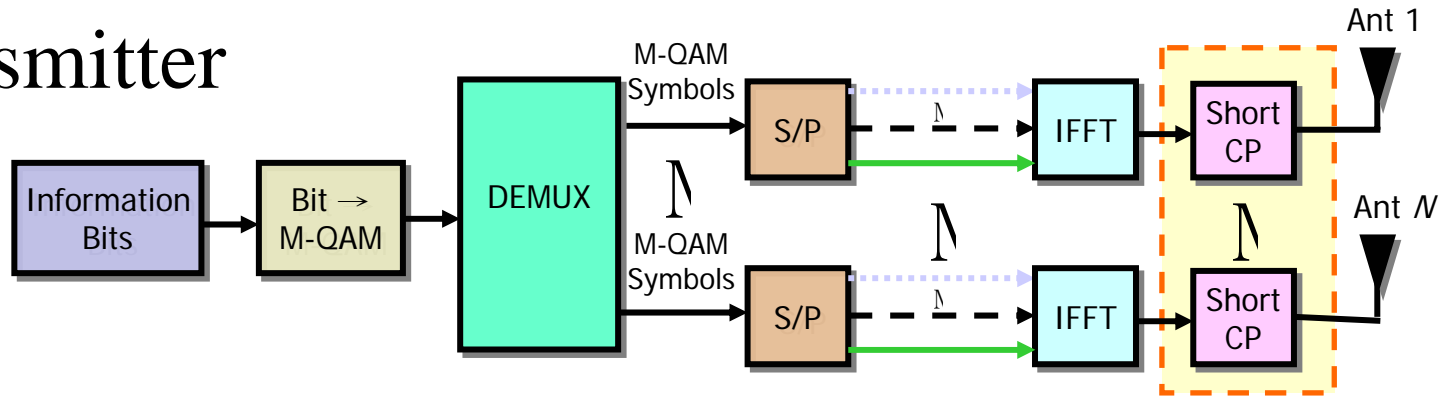 smitter
Information
Bits
Bit →
M-QAM
DEMUX
M-QAM
Symbols
M-QAM
Symbols
N
S/P
N
IFFT
Short
CP
Ant 1
N
N
S/P
N
IFFT
Short
CP
Ant N